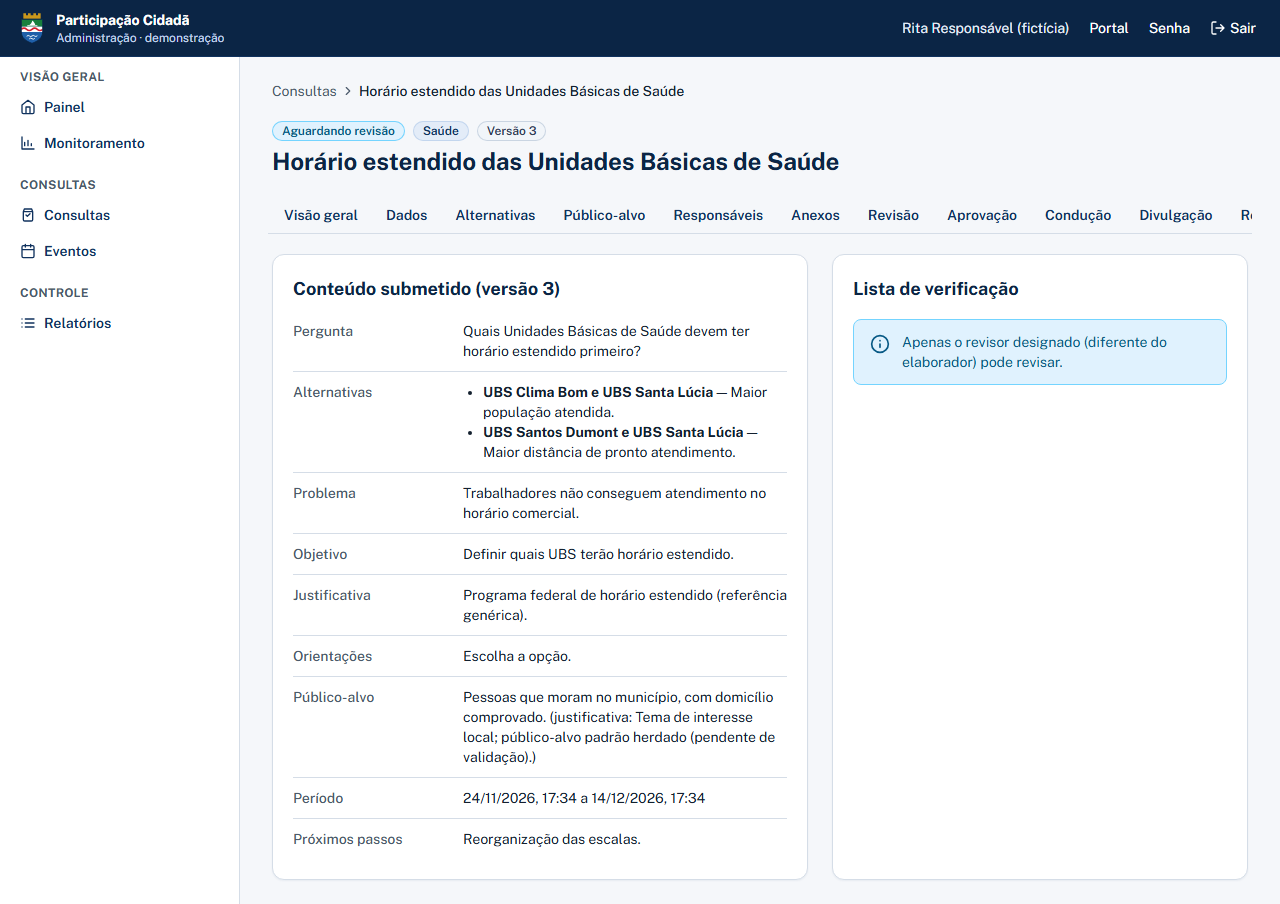 Participação Cidadã
Administração · demonstração
Rita Responsável (fictícia)
Portal
Senha
Sair
VISÃO GERAL
Painel
Monitoramento
CONSULTAS
Consultas
Eventos
CONTROLE
Relatórios
Consultas > Horário estendido das Unidades Básicas de Saúde
Aguardando revisão
Saúde
Versão 3
Horário estendido das Unidades Básicas de Saúde
Visão geral
Dados
Alternativas
Público-alvo
Responsáveis
Anexos
Revisão
Aprovação
Condução
Divulgação
Conteúdo submetido (versão 3)
Pergunta
Quais Unidades Básicas de Saúde devem ter
horário estendido primeiro?
Alternativas
• UBS Clima Bom e UBS Santa Lúcia — Maior
população atendida.
• UBS Santos Dumont e UBS Santa Lúcia —
Maior distância de pronto atendimento.
Problema
Trabalhadores não conseguem atendimento no
horário comercial.
Objetivo
Definir quais UBS terão horário estendido.
Justificativa
Programa federal de horário estendido (referência
genérica).
Orientações
Escolha a opção.
Público-alvo
Pessoas que moram no município, com domicílio
comprovado. (justificativa: Tema de interesse
local; público-alvo padrão herdado (pendente de
validação).)
Período
24/11/2026, 17:34 a 14/12/2026, 17:34
Próximos passos
Reorganização das escalas.
Lista de verificação
Apenas o revisor designado (diferente do
elaborador) pode revisar.